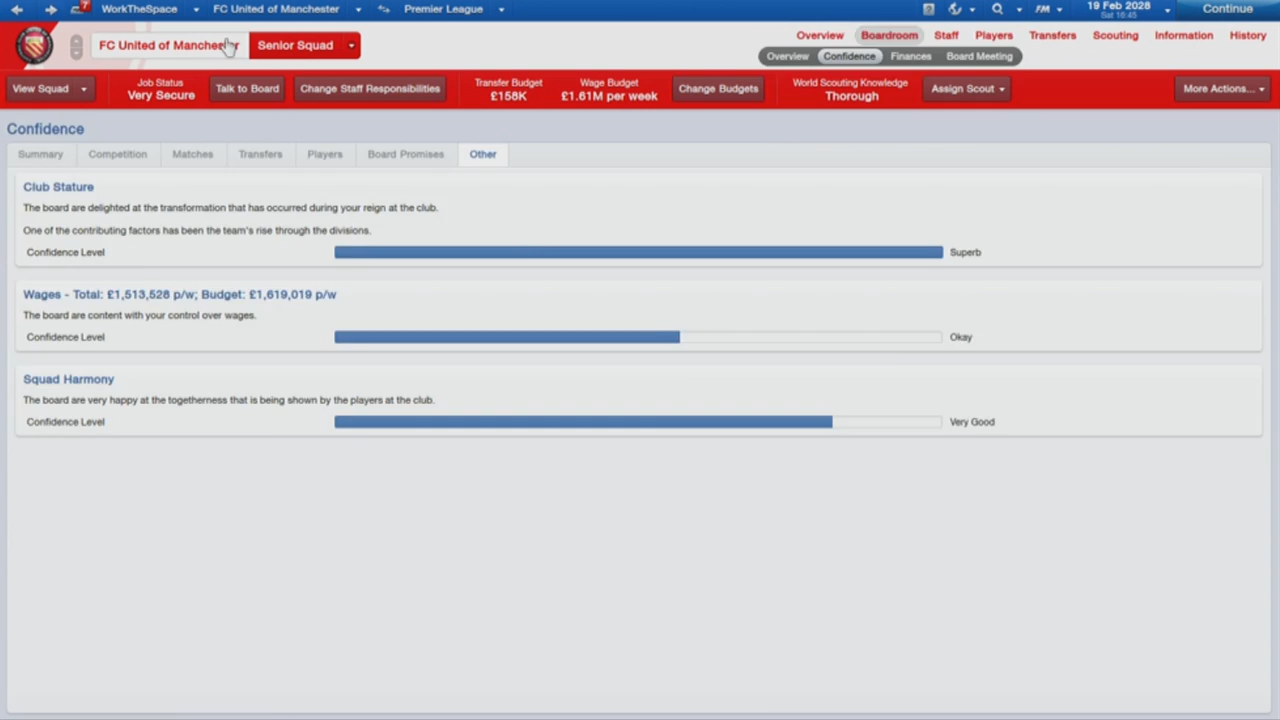 7
WorkTheSpace
FC United of Manchester
Premier League
FM
19 Feb 2028
Sat 16:45
Continue
FC United of Manchester
Senior Squad
Overview Boardroom Staff Players Transfers Scouting Information History
Overview Confidence Finances Board Meeting
View Squad
Job Status
Very Secure
Talk to Board
Change Staff Responsibilities
Transfer Budget
£158K
Wage Budget
£1.61M per week
Change Budgets
World Scouting Knowledge
Thorough
Assign Scout
More Actions...
Confidence
Summary Competition Matches Transfers Players Board Promises Other
Club Stature
The board are delighted at the transformation that has occurred during your reign at the club.
One of the contributing factors has been the team's rise through the divisions.
Confidence Level Superb
Wages - Total: £1,513,528 p/w; Budget: £1,619,019 p/w
The board are content with your control over wages.
Confidence Level Okay
Squad Harmony
The board are very happy at the togetherness that is being shown by the players at the club.
Confidence Level Very Good